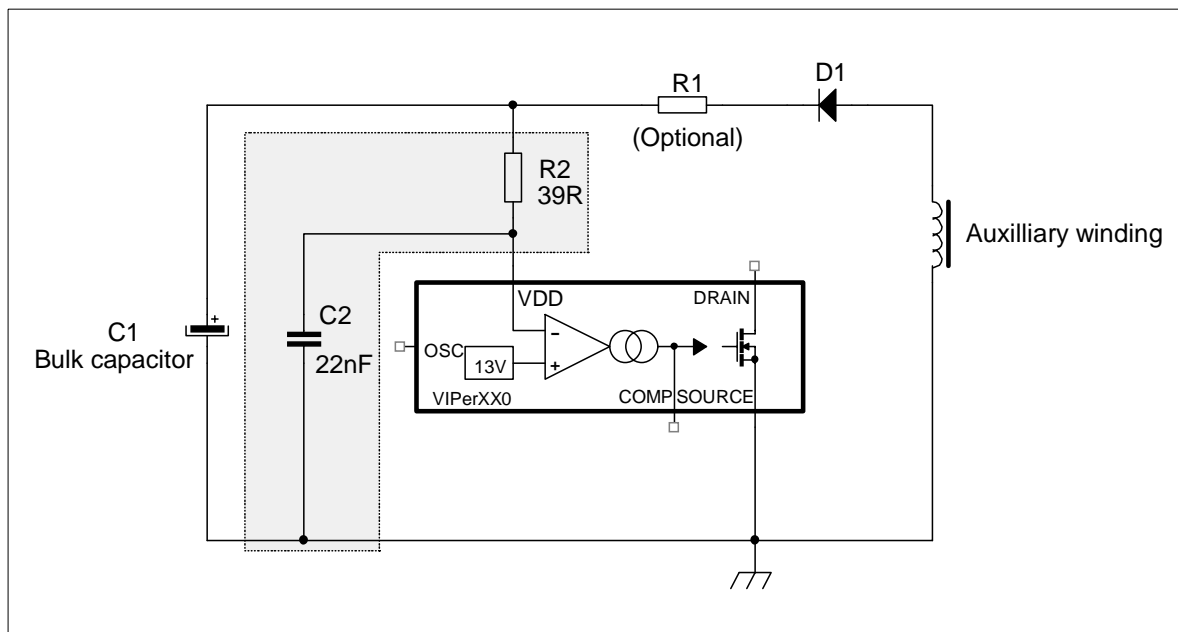 D1
R1
(Optional)
R2
39R
Auxilliary winding
VDD
DRAIN
C2
22nF
C1
+
Bulk capacitor
OSC
13V
−
+
VIPerXX0
COMP
SOURCE